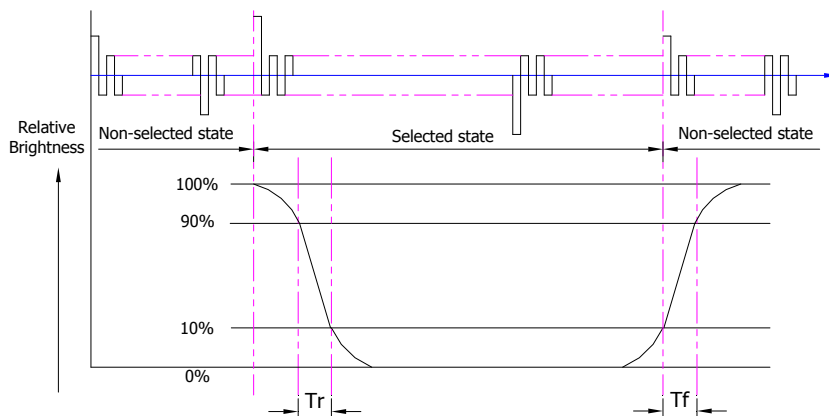 Relative
Brightness
Non-selected state
Selected state
Non-selected state
100%
90%
10%
0%
Tr
Tf